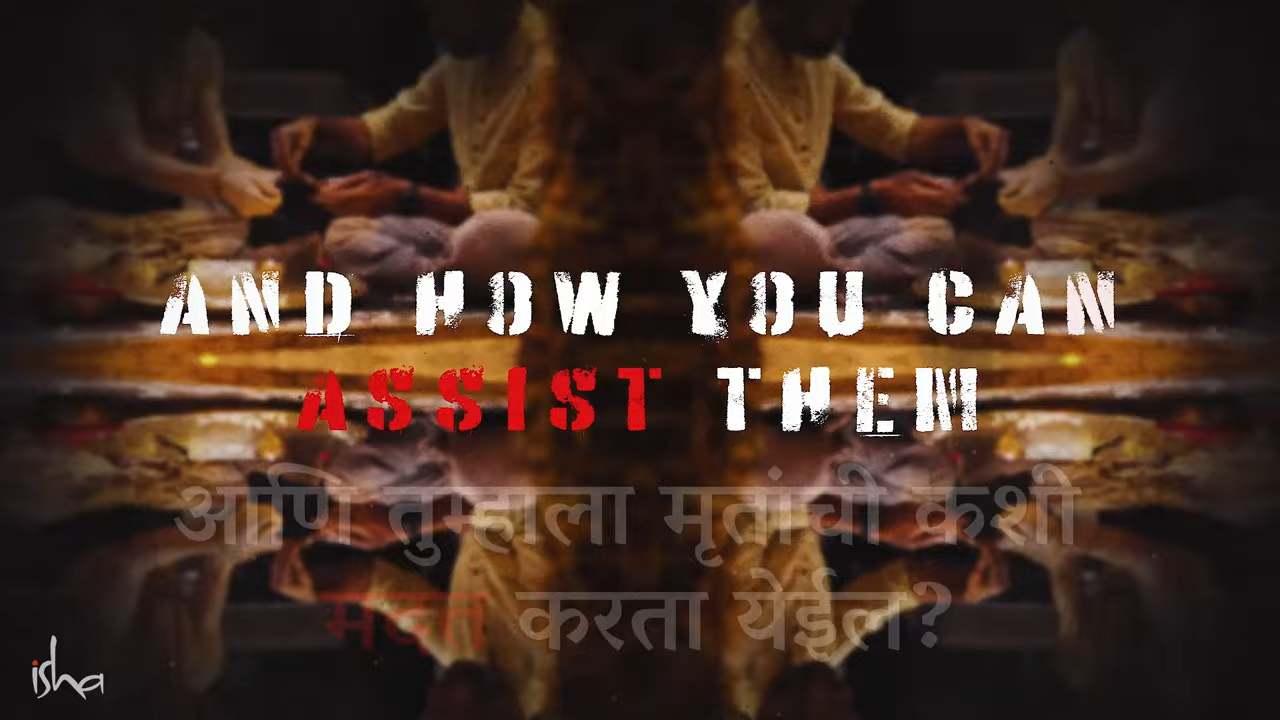 AND HOW YOU CAN
ASSIST THEM
आणि तुम्हाला मृतांची कशी
मदत करता येईल?
isha